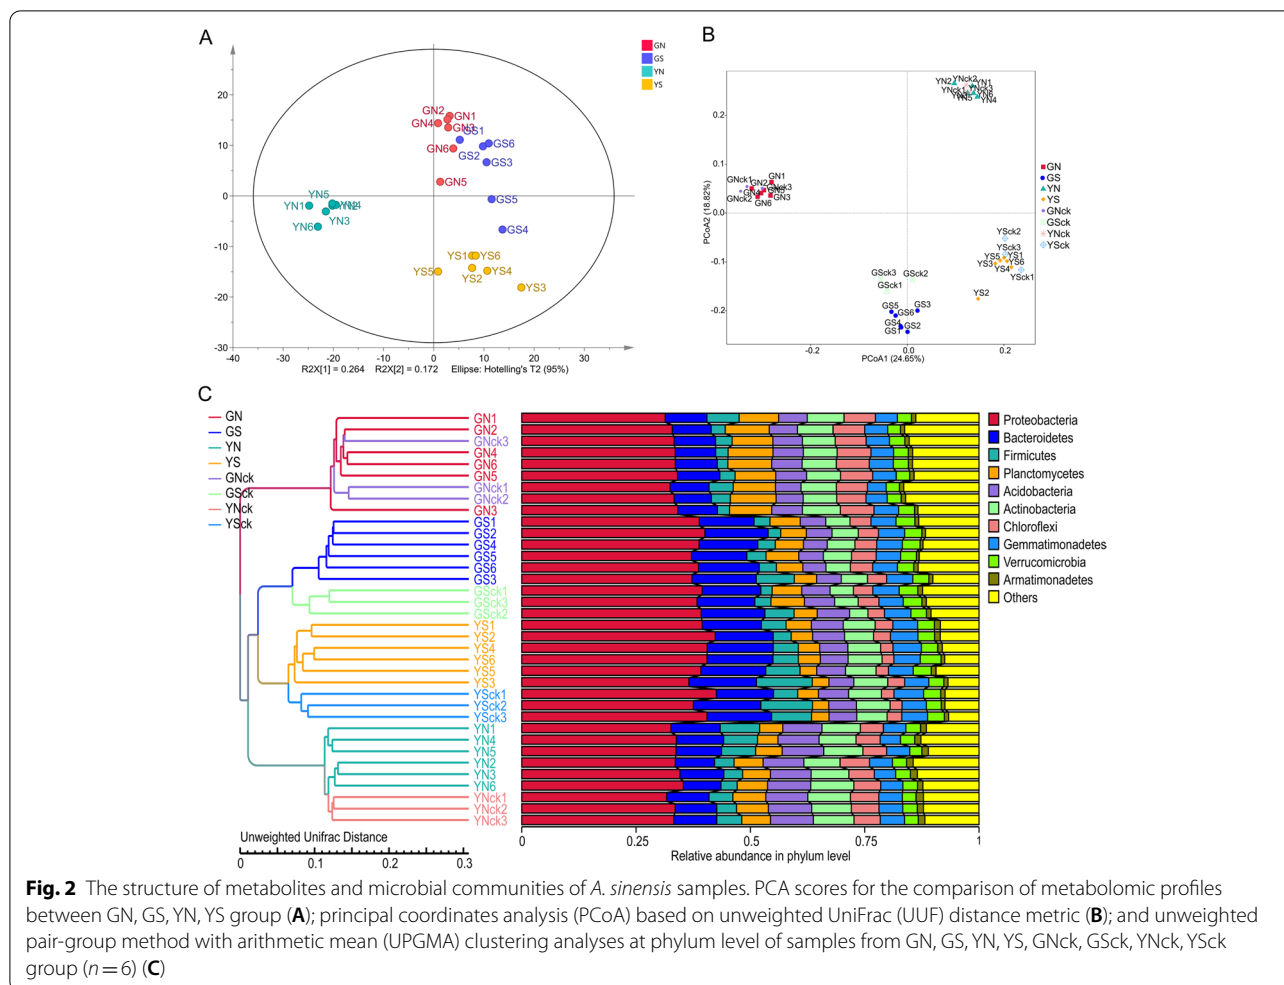 A
GN
GS
YN
YS
20
10
0
-10
-20
-30
-40
-30
-20
-10
0
10
20
30
GN2
GN1
GN4
GN3
GS1
GS6
GN6
GS2
GS3
GN5
YN5
YN1
YN4
YN2
YN3
YN6
GS5
GS4
YS1
YS6
YS5
YS2
YS4
YS3
R2X[1] = 0.264 R2X[2] = 0.172 Ellipse: Hotelling's T2 (95%)
B
PCoA2 (18.82%)
0.2
0.1
0.0
-0.1
-0.2
-0.2
0.0
0.2
PCoA1 (24.65%)
YNck2
YN2
YN1
YNck1
YNck3
YN6
YN5
YN4
GN1
GNck1
GN2
GNck3
GN4
GN5
GNck2
GN3
GN6
YSck2
YSck3
YS5
YS1
YS3
YS6
YS4
YSck1
YS2
GSck3
GSck2
GSck1
GS5
GS3
GS6
GS4
GS2
GS1
GN
GS
YN
YS
GNck
GSck
YNck
YSck
C
GN
GS
YN
YS
GNck
GSck
YNck
YSck
GN1
GN2
GNck3
GN4
GN6
GN5
GNck1
GNck2
GN3
GS1
GS2
GS4
GS5
GS6
GS3
GSck1
GSck3
GSck2
YS1
YS2
YS4
YS6
YS5
YS3
YSck1
YSck2
YSck3
YN1
YN4
YN5
YN2
YN3
YN6
YNck1
YNck2
YNck3
Unweighted Unifrac Distance
0 0.1 0.2 0.3
0 0.25 0.5 0.75 1
Relative abundance in phylum level
Proteobacteria
Bacteroidetes
Firmicutes
Planctomycetes
Acidobacteria
Actinobacteria
Chloroflexi
Gemmatimonadetes
Verrucomicrobia
Armatimonadetes
Others
Fig. 2 The structure of metabolites and microbial communities of A. sinensis samples. PCA scores for the comparison of metabolomic profiles
between GN, GS, YN, YS group (A); principal coordinates analysis (PCoA) based on unweighted UniFrac (UUF) distance metric (B); and unweighted
pair-group method with arithmetic mean (UPGMA) clustering analyses at phylum level of samples from GN, GS, YN, YS, GNck, GSck, YNck, YSck
group (n = 6) (C)